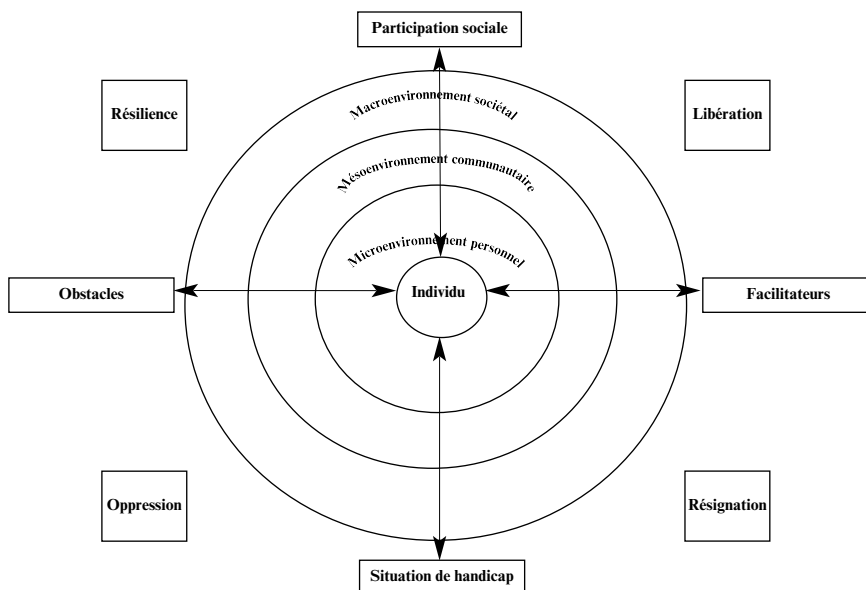 Participation sociale
Résilience
Macroenvironnement sociétal
Libération
Mésoenvironnement communautaire
Microenvironnement personnel
Obstacles
Individu
Facilitateurs
Oppression
Résignation
Situation de handicap